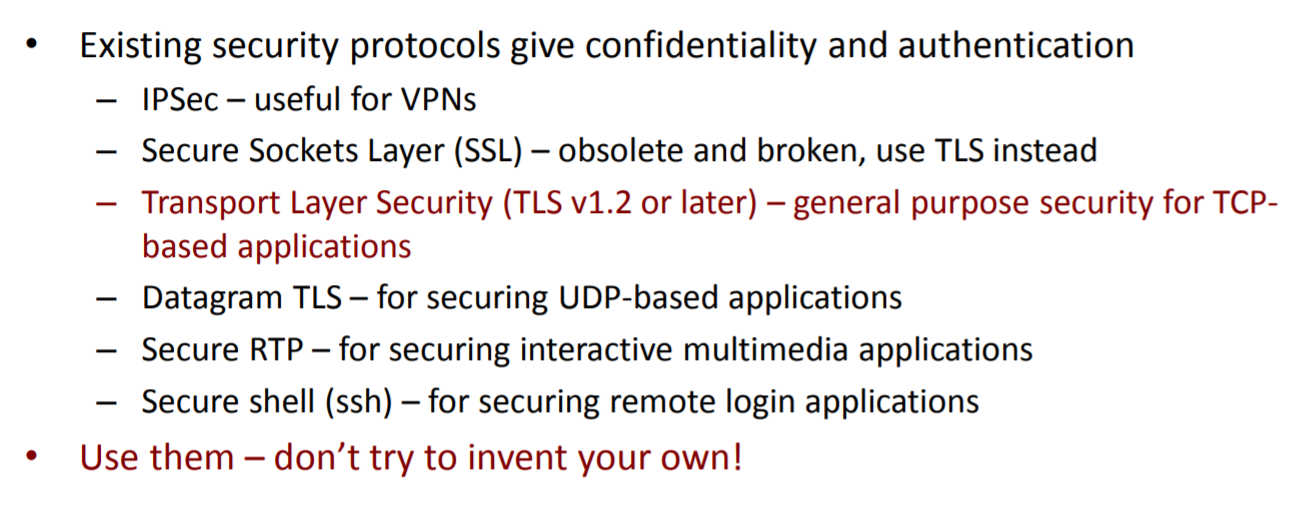 • Existing security protocols give confidentiality and authentication
– IPSec – useful for VPNs
– Secure Sockets Layer (SSL) – obsolete and broken, use TLS instead
– Transport Layer Security (TLS v1.2 or later) – general purpose security for TCP-
based applications
– Datagram TLS – for securing UDP-based applications
– Secure RTP – for securing interactive multimedia applications
– Secure shell (ssh) – for securing remote login applications
• Use them – don’t try to invent your own!